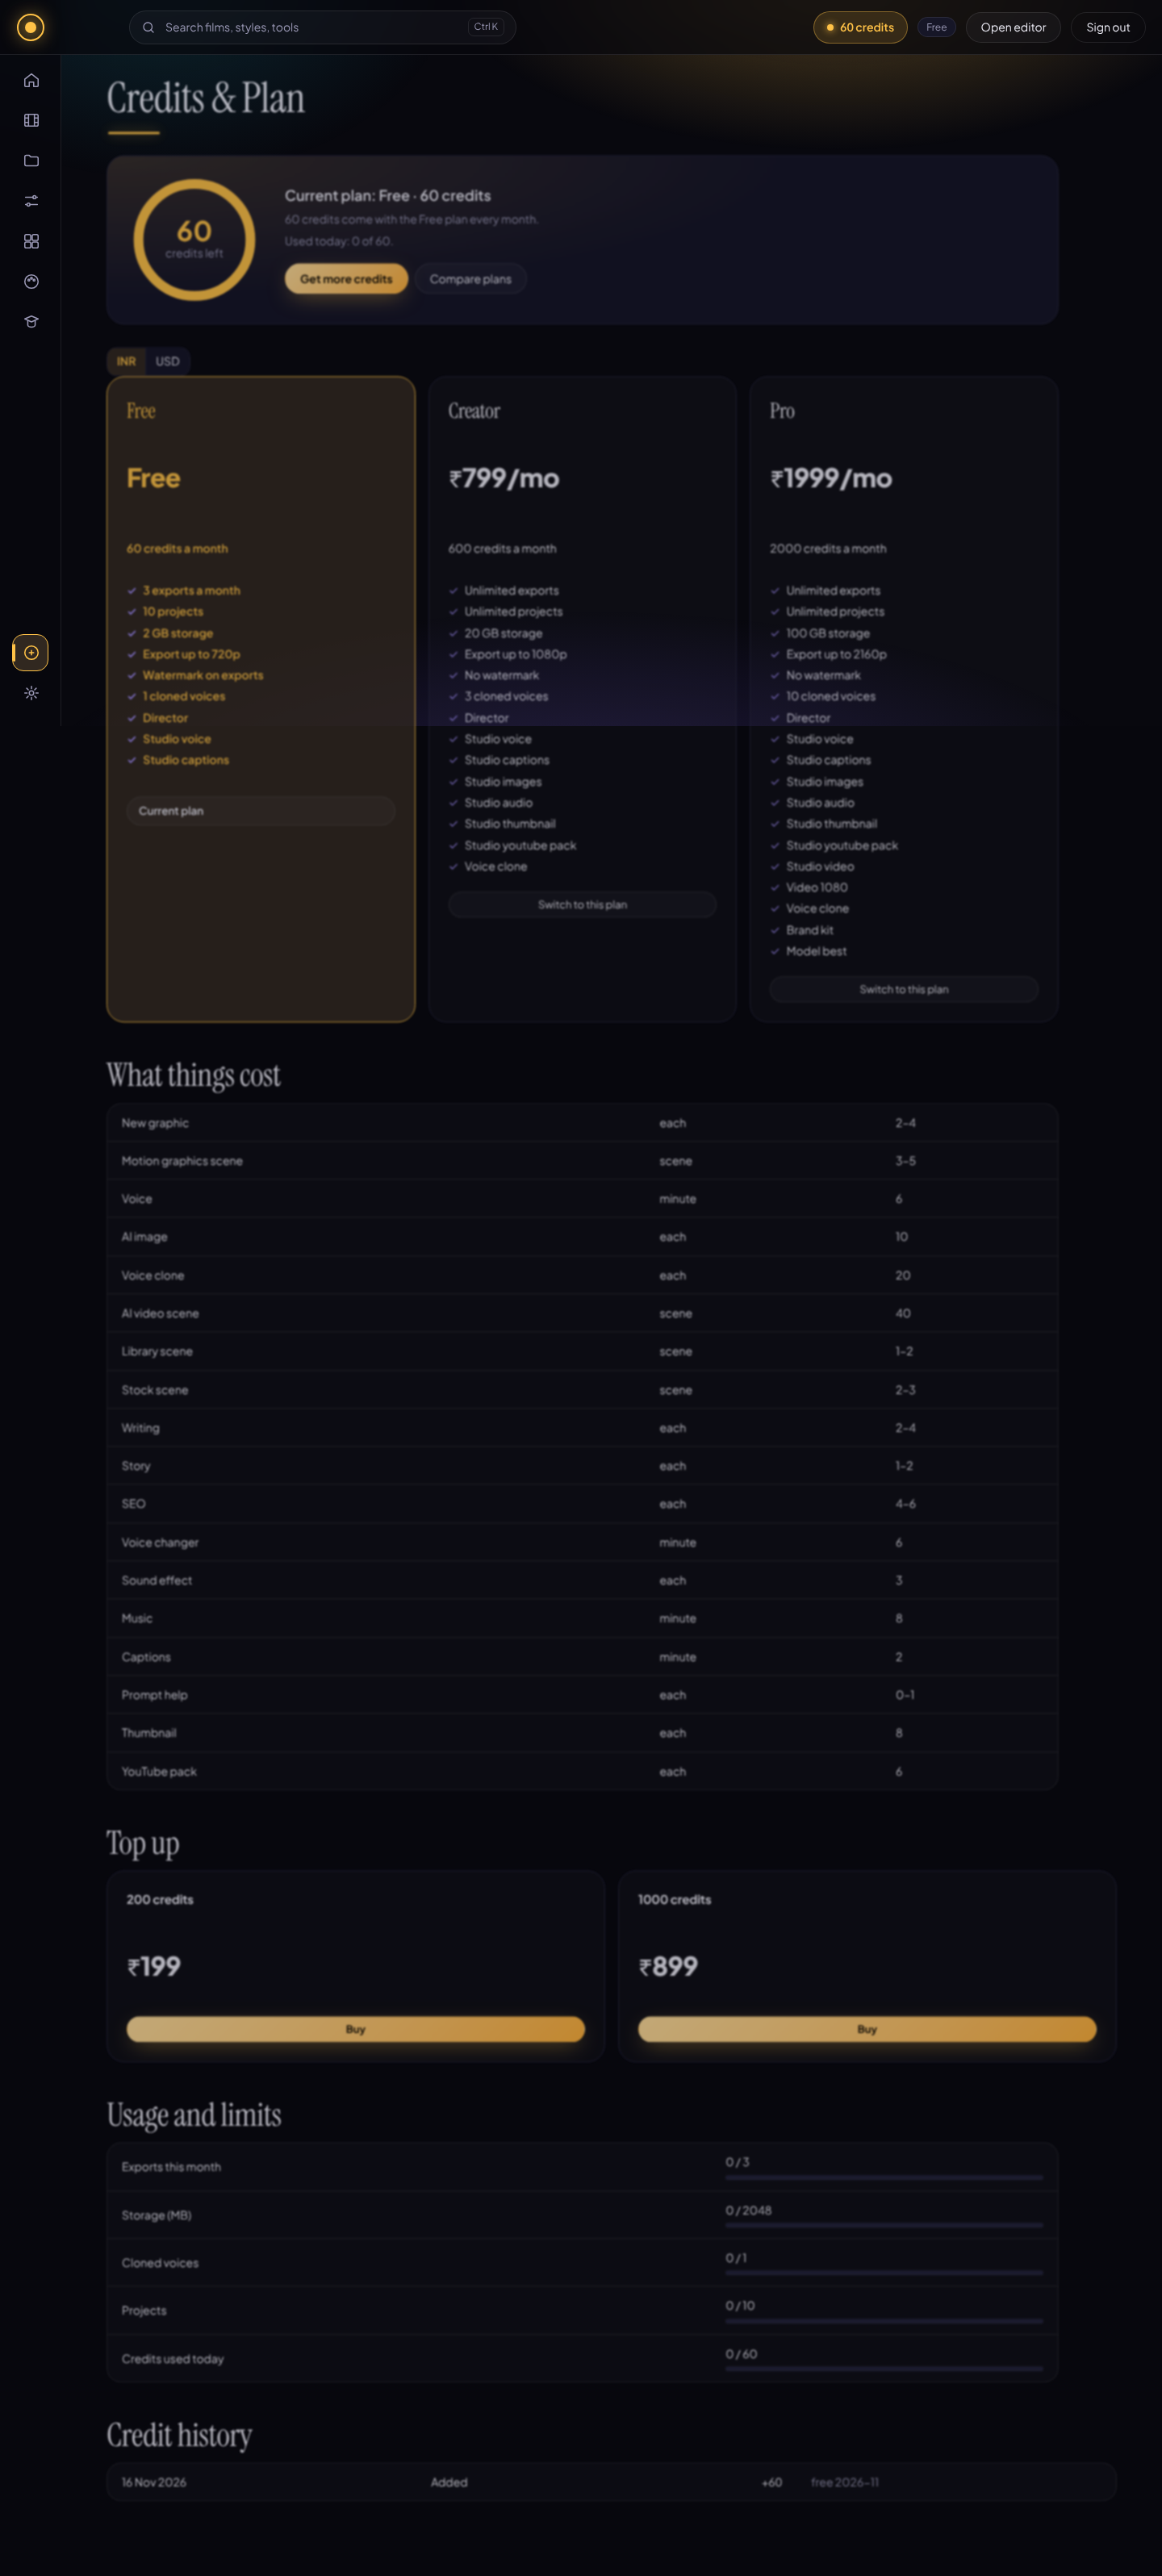 Search films, styles, tools
Ctrl K
60 credits
Free
Open editor
Sign out
Credits & Plan
60
credits left
Current plan: Free · 60 credits
60 credits come with the Free plan every month.
Used today: 0 of 60.
Get more credits
Compare plans
INR
USD
Free
Free
60 credits a month
3 exports a month
10 projects
2 GB storage
Export up to 720p
Watermark on exports
1 cloned voices
Director
Studio voice
Studio captions
Current plan
Creator
₹799/mo
600 credits a month
Unlimited exports
Unlimited projects
20 GB storage
Export up to 1080p
No watermark
3 cloned voices
Director
Studio voice
Studio captions
Studio images
Studio audio
Studio thumbnail
Studio youtube pack
Voice clone
Switch to this plan
Pro
₹1999/mo
2000 credits a month
Unlimited exports
Unlimited projects
100 GB storage
Export up to 2160p
No watermark
10 cloned voices
Director
Studio voice
Studio captions
Studio images
Studio audio
Studio thumbnail
Studio youtube pack
Studio video
Video 1080
Voice clone
Brand kit
Model best
Switch to this plan
What things cost
New graphic each 2–4
Motion graphics scene scene 3–5
Voice minute 6
AI image each 10
Voice clone each 20
AI video scene scene 40
Library scene scene 1–2
Stock scene scene 2–3
Writing each 2–4
Story each 1–2
SEO each 4–6
Voice changer minute 6
Sound effect each 3
Music minute 8
Captions minute 2
Prompt help each 0–1
Thumbnail each 8
YouTube pack each 6
Top up
200 credits
₹199
Buy
1000 credits
₹899
Buy
Usage and limits
Exports this month 0 / 3
Storage (MB) 0 / 2048
Cloned voices 0 / 1
Projects 0 / 10
Credits used today 0 / 60
Credit history
16 Nov 2026 Added +60 free 2026-11